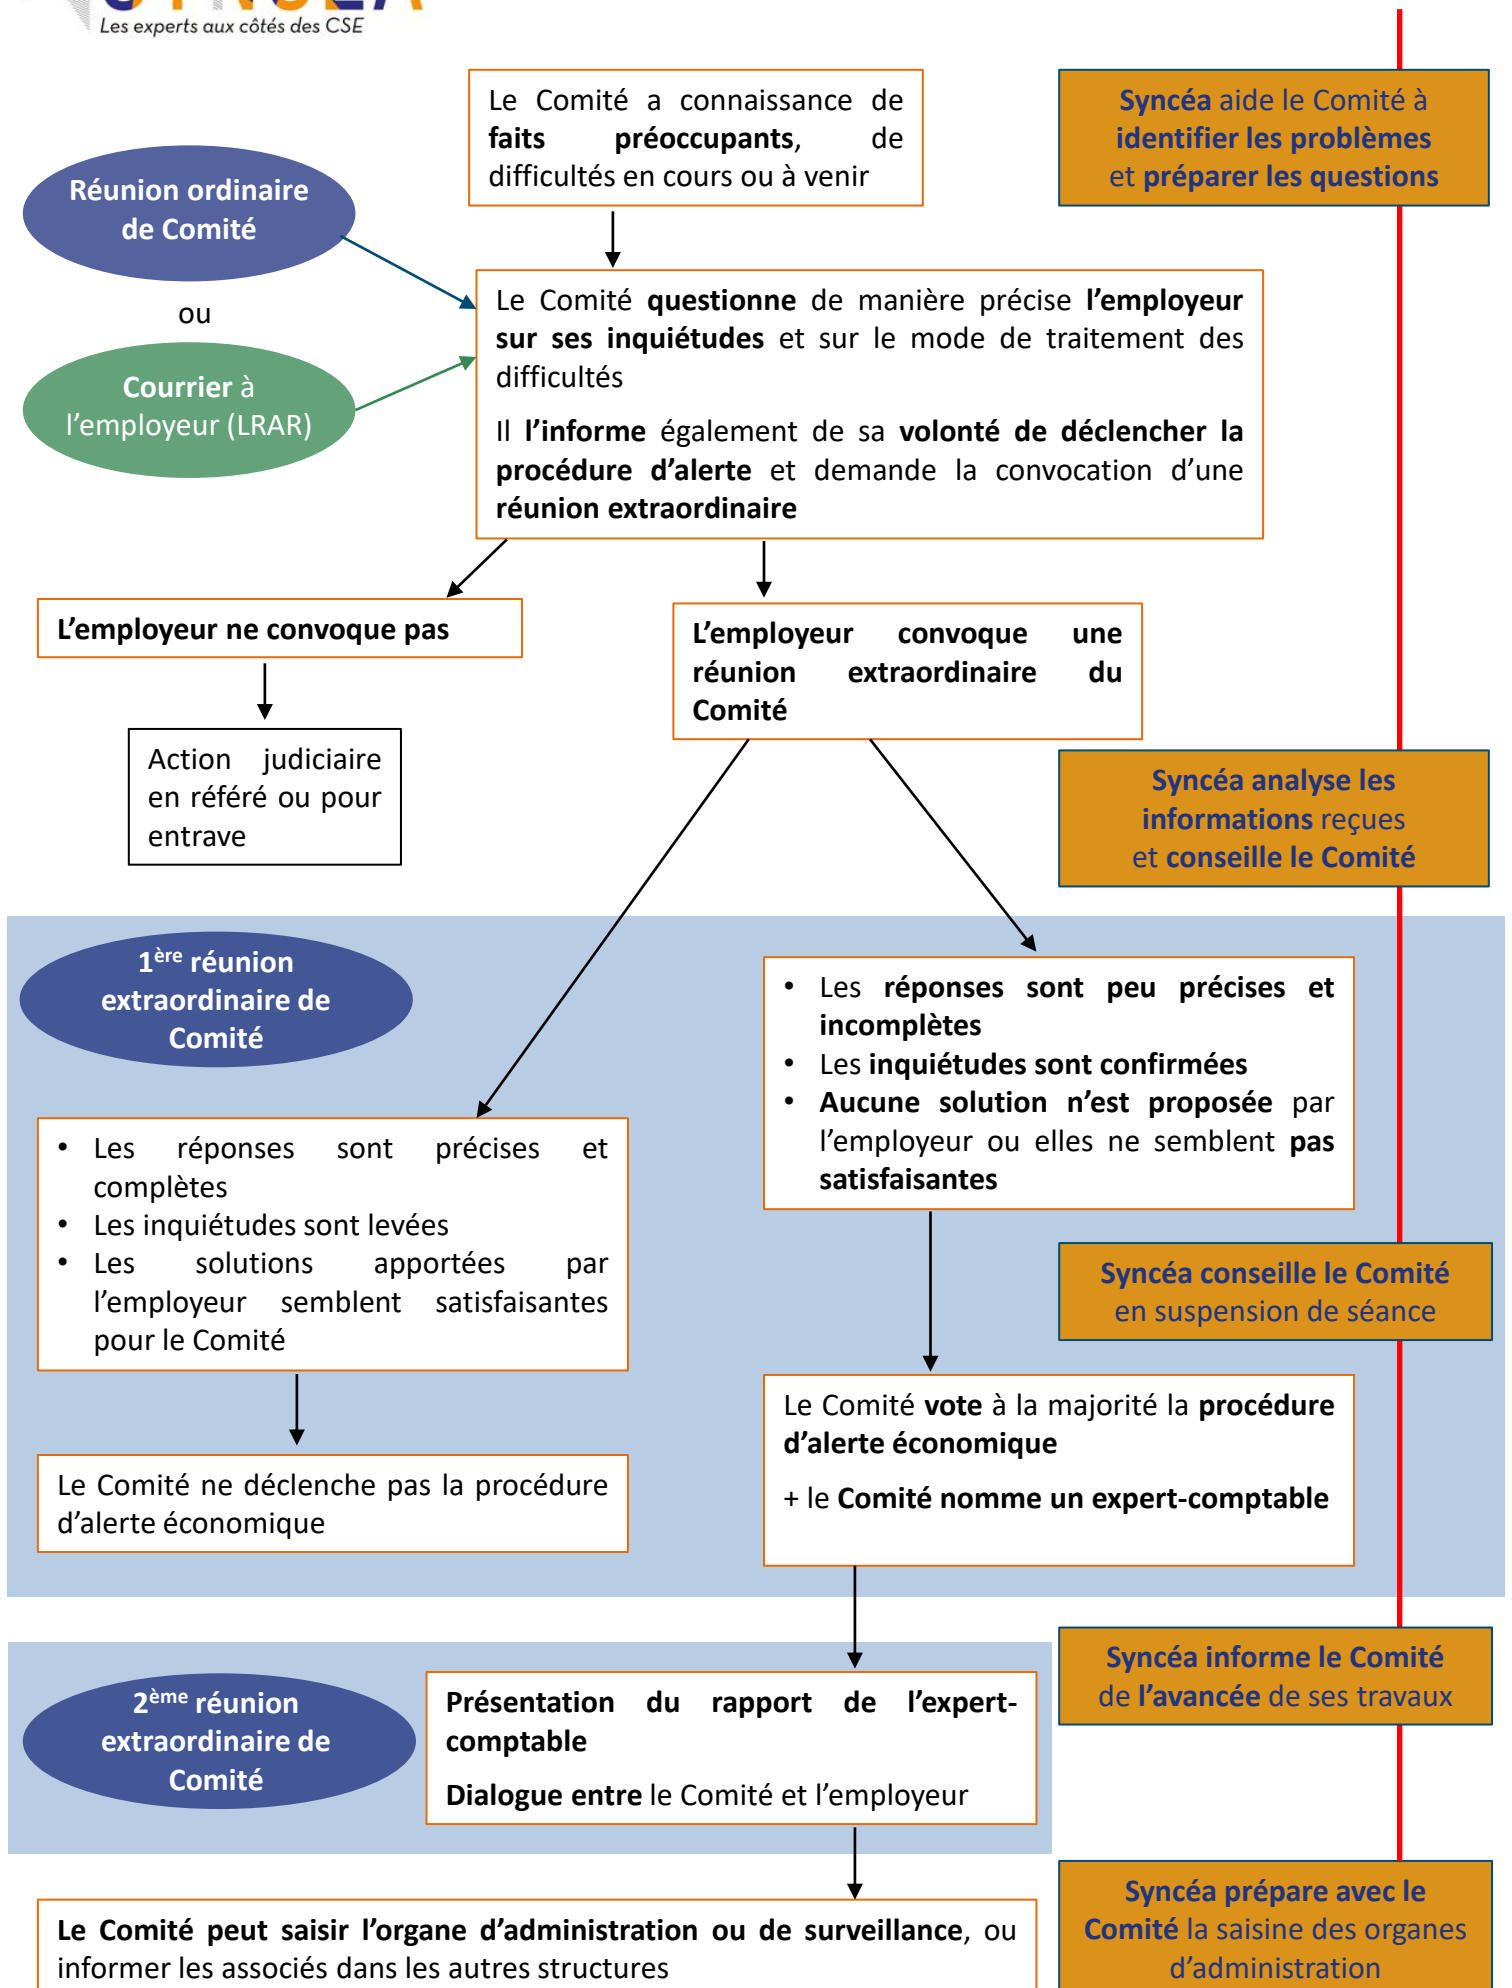 Les experts aux côtés des CSE
Le Comité a connaissance de
faits préoccupants, de
difficultés en cours ou à venir
Syncéa aide le Comité à
identifier les problèmes
et préparer les questions
Réunion ordinaire
de Comité
ou
Courrier à
l’employeur (LRAR)
Le Comité questionne de manière précise l’employeur
sur ses inquiétudes et sur le mode de traitement des
difficultés
Il l’informe également de sa volonté de déclencher la
procédure d’alerte et demande la convocation d’une
réunion extraordinaire
L’employeur ne convoque pas
L’employeur convoque une
réunion extraordinaire du
Comité
Action judiciaire
en référé ou pour
entrave
Syncéa analyse les
informations reçues
et conseille le Comité
1ère réunion
extraordinaire de
Comité
• Les réponses sont peu précises et
incomplètes
• Les inquiétudes sont confirmées
• Aucune solution n’est proposée par
l’employeur ou elles ne semblent pas
satisfaisantes
• Les réponses sont précises et
complètes
• Les inquiétudes sont levées
• Les solutions apportées par
l’employeur semblent satisfaisantes
pour le Comité
Syncéa conseille le Comité
en suspension de séance
Le Comité vote à la majorité la procédure
d’alerte économique
+ le Comité nomme un expert-comptable
Le Comité ne déclenche pas la procédure
d’alerte économique
Syncéa informe le Comité
de l’avancée de ses travaux
2ème réunion
extraordinaire de
Comité
Présentation du rapport de l’expert-
comptable
Dialogue entre le Comité et l’employeur
Syncéa prépare avec le
Comité la saisine des organes
d’administration
Le Comité peut saisir l’organe d’administration ou de surveillance, ou
informer les associés dans les autres structures